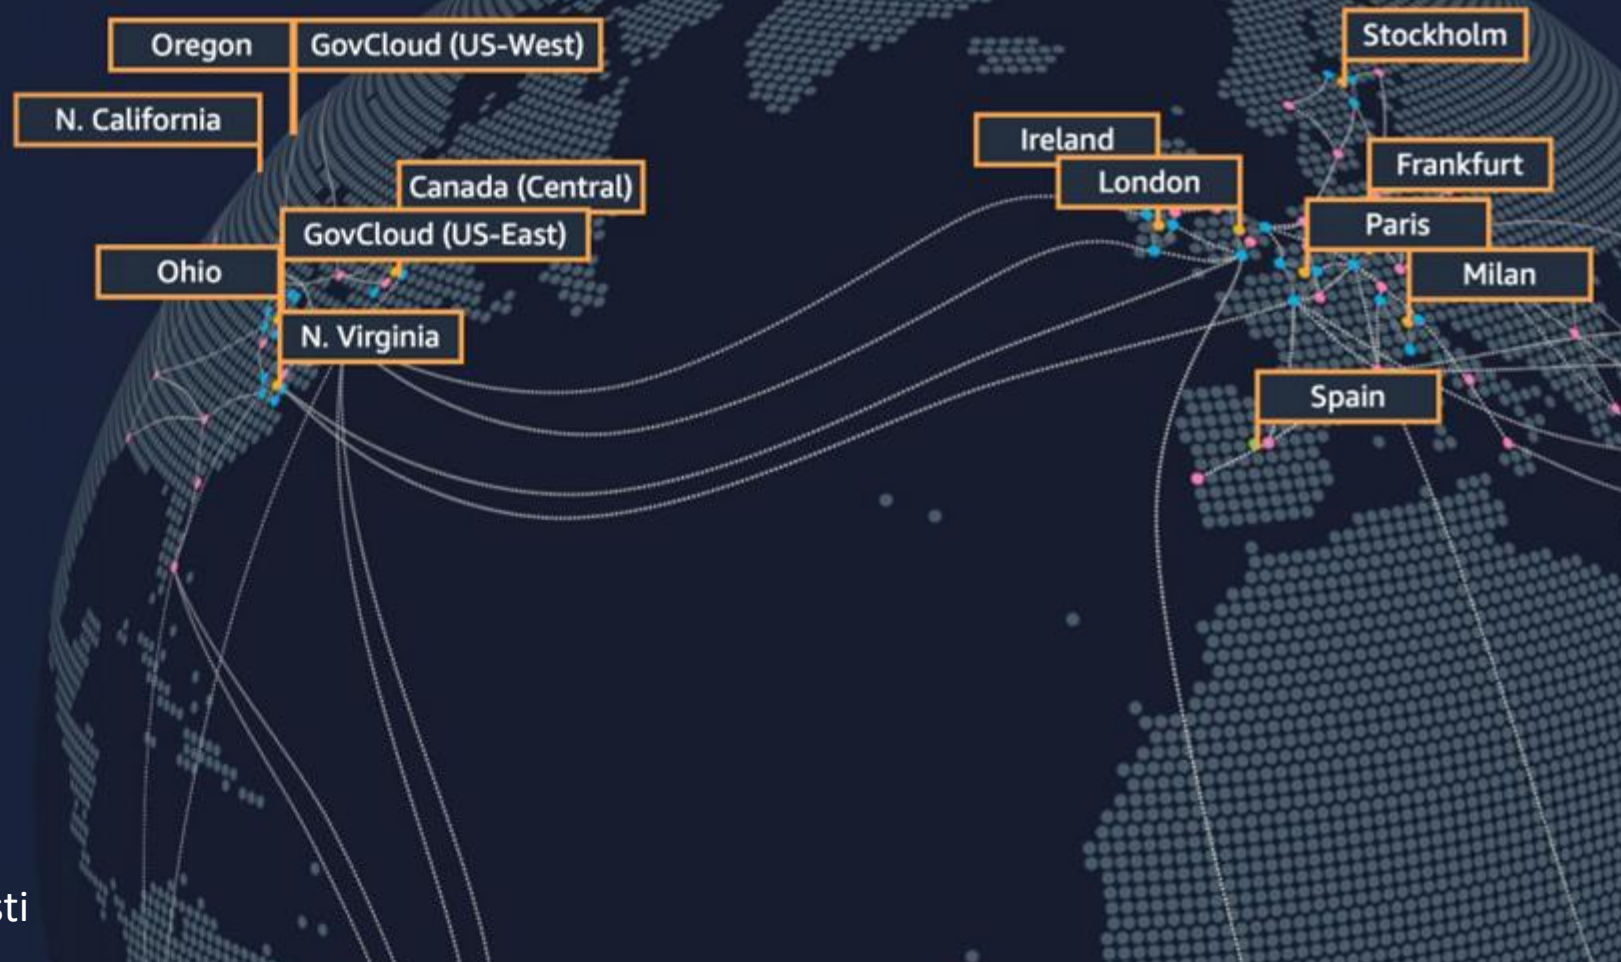 Oregon
GovCloud (US-West)
Stockholm
N. California
Ireland
Frankfurt
London
Canada (Central)
Paris
GovCloud (US-East)
Ohio
Milan
N. Virginia
Spain
sti